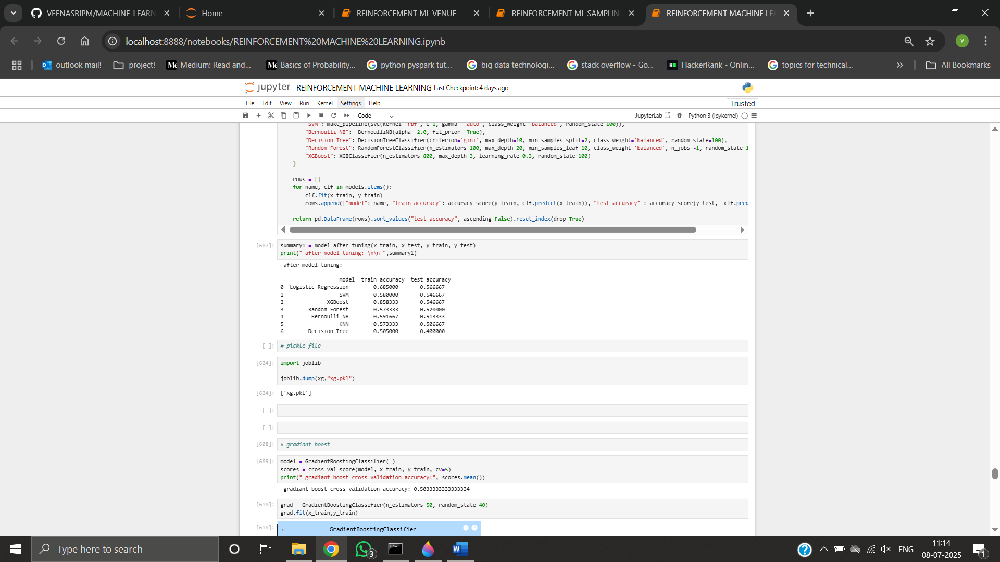 VEENASRIPM/MACHINE-LEARN
Home
REINFORCEMENT ML VENUE
REINFORCEMENT ML SAMPLIN
REINFORCEMENT MACHINE LE
localhost:8888/notebooks/REINFORCEMENT%20MACHINE%20LEARNING.ipynb
V
outlook mail!
project!
Medium: Read and...
Basics of Probability...
python pyspark tut...
big data technologi...
stack overflow - Go...
HackerRank - Onlin...
topics for technical...
All Bookmarks
jupyter REINFORCEMENT MACHINE LEARNING Last Checkpoint: 4 days ago
File Edit View Run Kernel Settings Help
Trusted
Code
JupyterLab
Python 3 (ipykernel)
"SVM": make_pipeline(SVC(kernel='rbf', C=1, gamma ='auto', class_weight='balanced', random_state=100)),
"Bernoulli NB":  BernoulliNB(alpha= 2.0, fit_prior= True),
"Decision Tree": DecisionTreeClassifier(criterion='gini', max_depth=10, min_samples_split=2, class_weight='balanced', random_state=100),
"Random Forest": RandomForestClassifier(n_estimators=100, max_depth=20, min_samples_leaf=10, class_weight='balanced', n_jobs=-1, random_state=1
"XGBoost": XGBClassifier(n_estimators=800, max_depth=3, learning_rate=0.3, random_state=100)
}
rows = []
for name, clf in models.items():
clf.fit(x_train, y_train)
rows.append({"model": name, "train accuracy": accuracy_score(y_train, clf.predict(x_train)), "test accuracy" : accuracy_score(y_test,  clf.pred
return pd.DataFrame(rows).sort_values("test accuracy", ascending=False).reset_index(drop=True)
[607]: summary1 = model_after_tuning(x_train, x_test, y_train, y_test)
print(" after model tuning: \n\n ",summary1)
after model tuning:
model  train accuracy  test accuracy
0  Logistic Regression  0.685000  0.566667
1  SVM  0.580000  0.546667
2  XGBoost  0.858333  0.546667
3  Random Forest  0.573333  0.520000
4  Bernoulli NB  0.591667  0.513333
5  KNN  0.573333  0.506667
6  Decision Tree  0.505000  0.400000
[ ]: # pickle file
[624]: import joblib
joblib.dump(xg,"xg.pkl")
[624]: ['xg.pkl']
[ ]:
[ ]:
[608]: # gradiant boost
[609]: model = GradientBoostingClassifier( )
scores = cross_val_score(model, x_train, y_train, cv=5)
print(" gradiant boost cross validation accuracy:", scores.mean())
gradiant boost cross validation accuracy: 0.5033333333333334
[610]: grad = GradientBoostingClassifier(n_estimators=50, random_state=40)
grad.fit(x_train,y_train)
[610]: GradientBoostingClassifier
Type here to search
3
ENG
11:14
08-07-2025
1